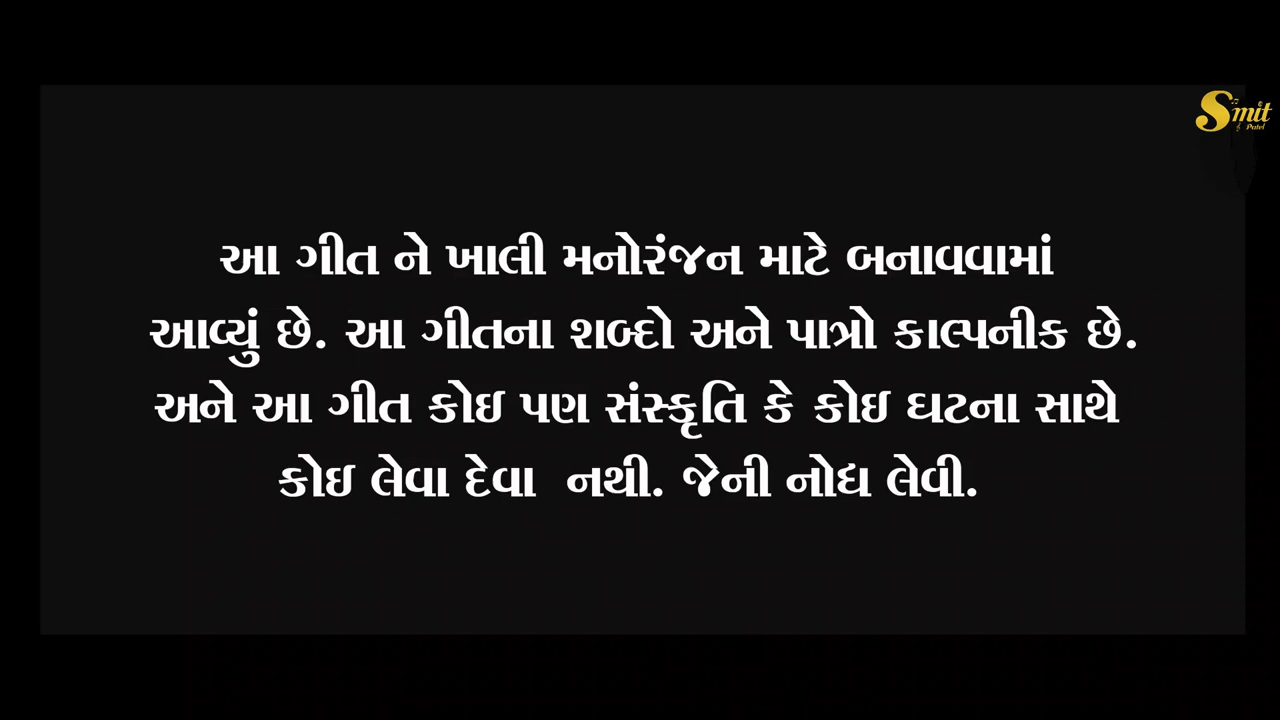 Smit
Patel
આ ગીત ને ખાલી મનોરંજન માટે બનાવવામાં
આવ્યું છે. આ ગીતના શબ્દો અને પાત્રો કાલ્પનીક છે.
અને આ ગીત કોઇ પણ સંસ્કૃતિ કે કોઇ ઘટના સાથે
કોઇ લેવા દેવા નથી. જેની નોધ લેવી.